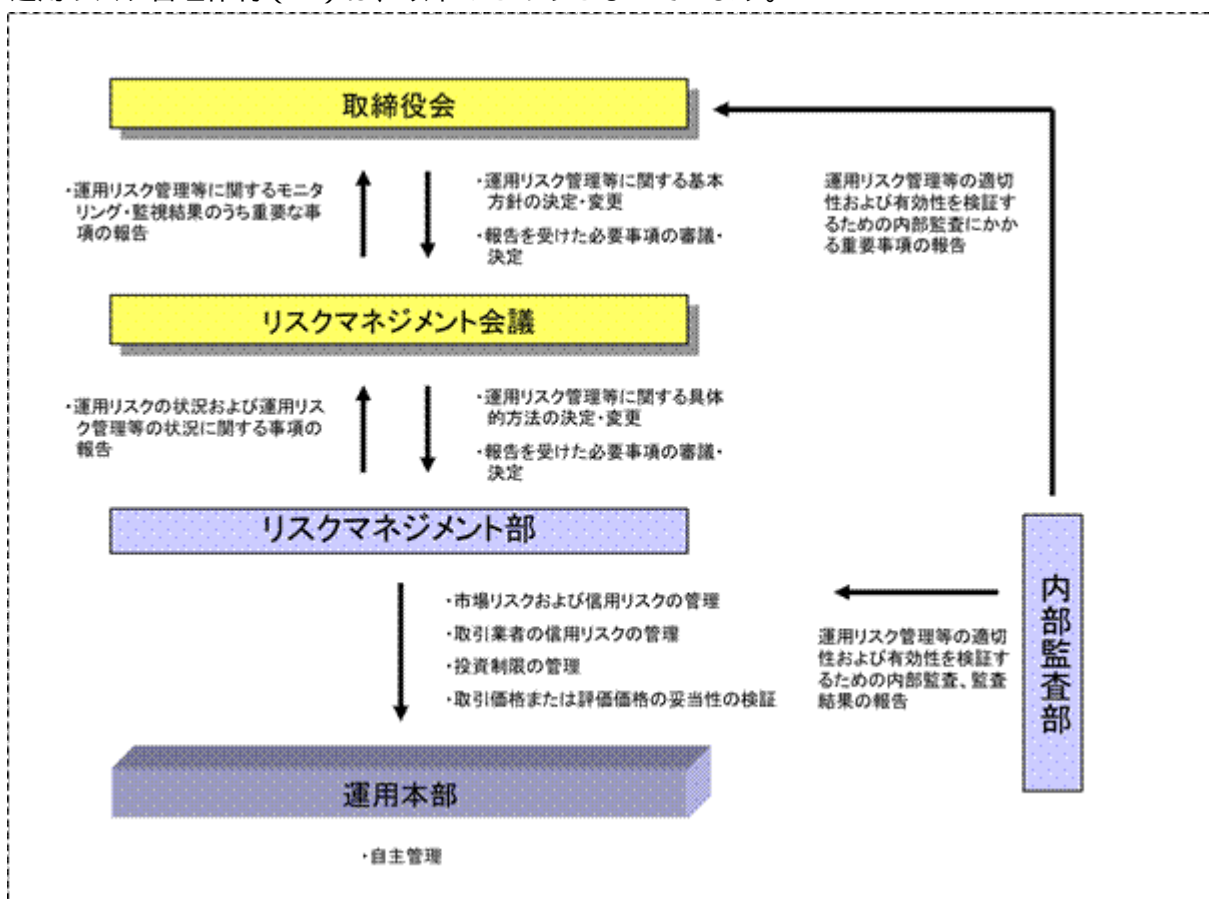 取締役会
・運用リスク管理等に関するモニタ
リング・監視結果のうち重要な事
項の報告
・運用リスク管理等に関する基本
方針の決定・変更
・報告を受けた必要事項の審議・
決定
運用リスク管理等の適切
性および有効性を検証す
るための内部監査にかか
る重要事項の報告
リスクマネジメント会議
・運用リスクの状況および運用リス
ク管理等の状況に関する事項の
報告
・運用リスク管理等に関する具体
的方法の決定・変更
・報告を受けた必要事項の審議・
決定
リスクマネジメント部
・市場リスクおよび信用リスクの管理
・取引業者の信用リスクの管理
・投資制限の管理
・取引価格または評価価格の妥当性の検証
運用リスク管理等の適切
性および有効性を検証す
るための内部監査、監査
結果の報告
内部監査部
運用本部
・自主管理